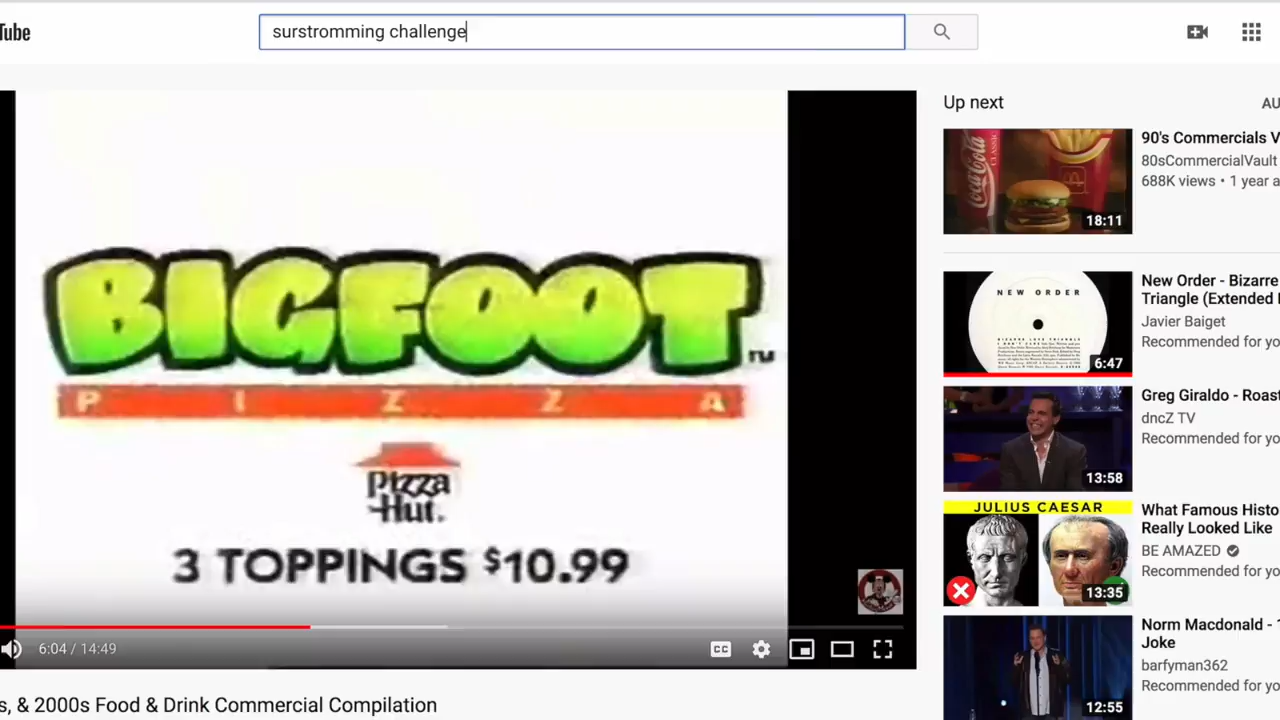 Tube
surstromming challenge
BIGFOOT
TM
PIZZA
Pizza
Hut.
3 TOPPINGS $10.99
6:04 / 14:49
CC
s, & 2000s Food & Drink Commercial Compilation
Up next
AU
18:11
90's Commercials V
80sCommercialVault
688K views • 1 year a
NEW ORDER
6:47
New Order - Bizarre
Triangle (Extended
Javier Baiget
Recommended for yo
13:58
Greg Giraldo - Roast
dncZ TV
Recommended for yo
JULIUS CAESAR
13:35
What Famous Histo
Really Looked Like
BE AMAZED
Recommended for yo
12:55
Norm Macdonald - 1
Joke
barfyman362
Recommended for yo